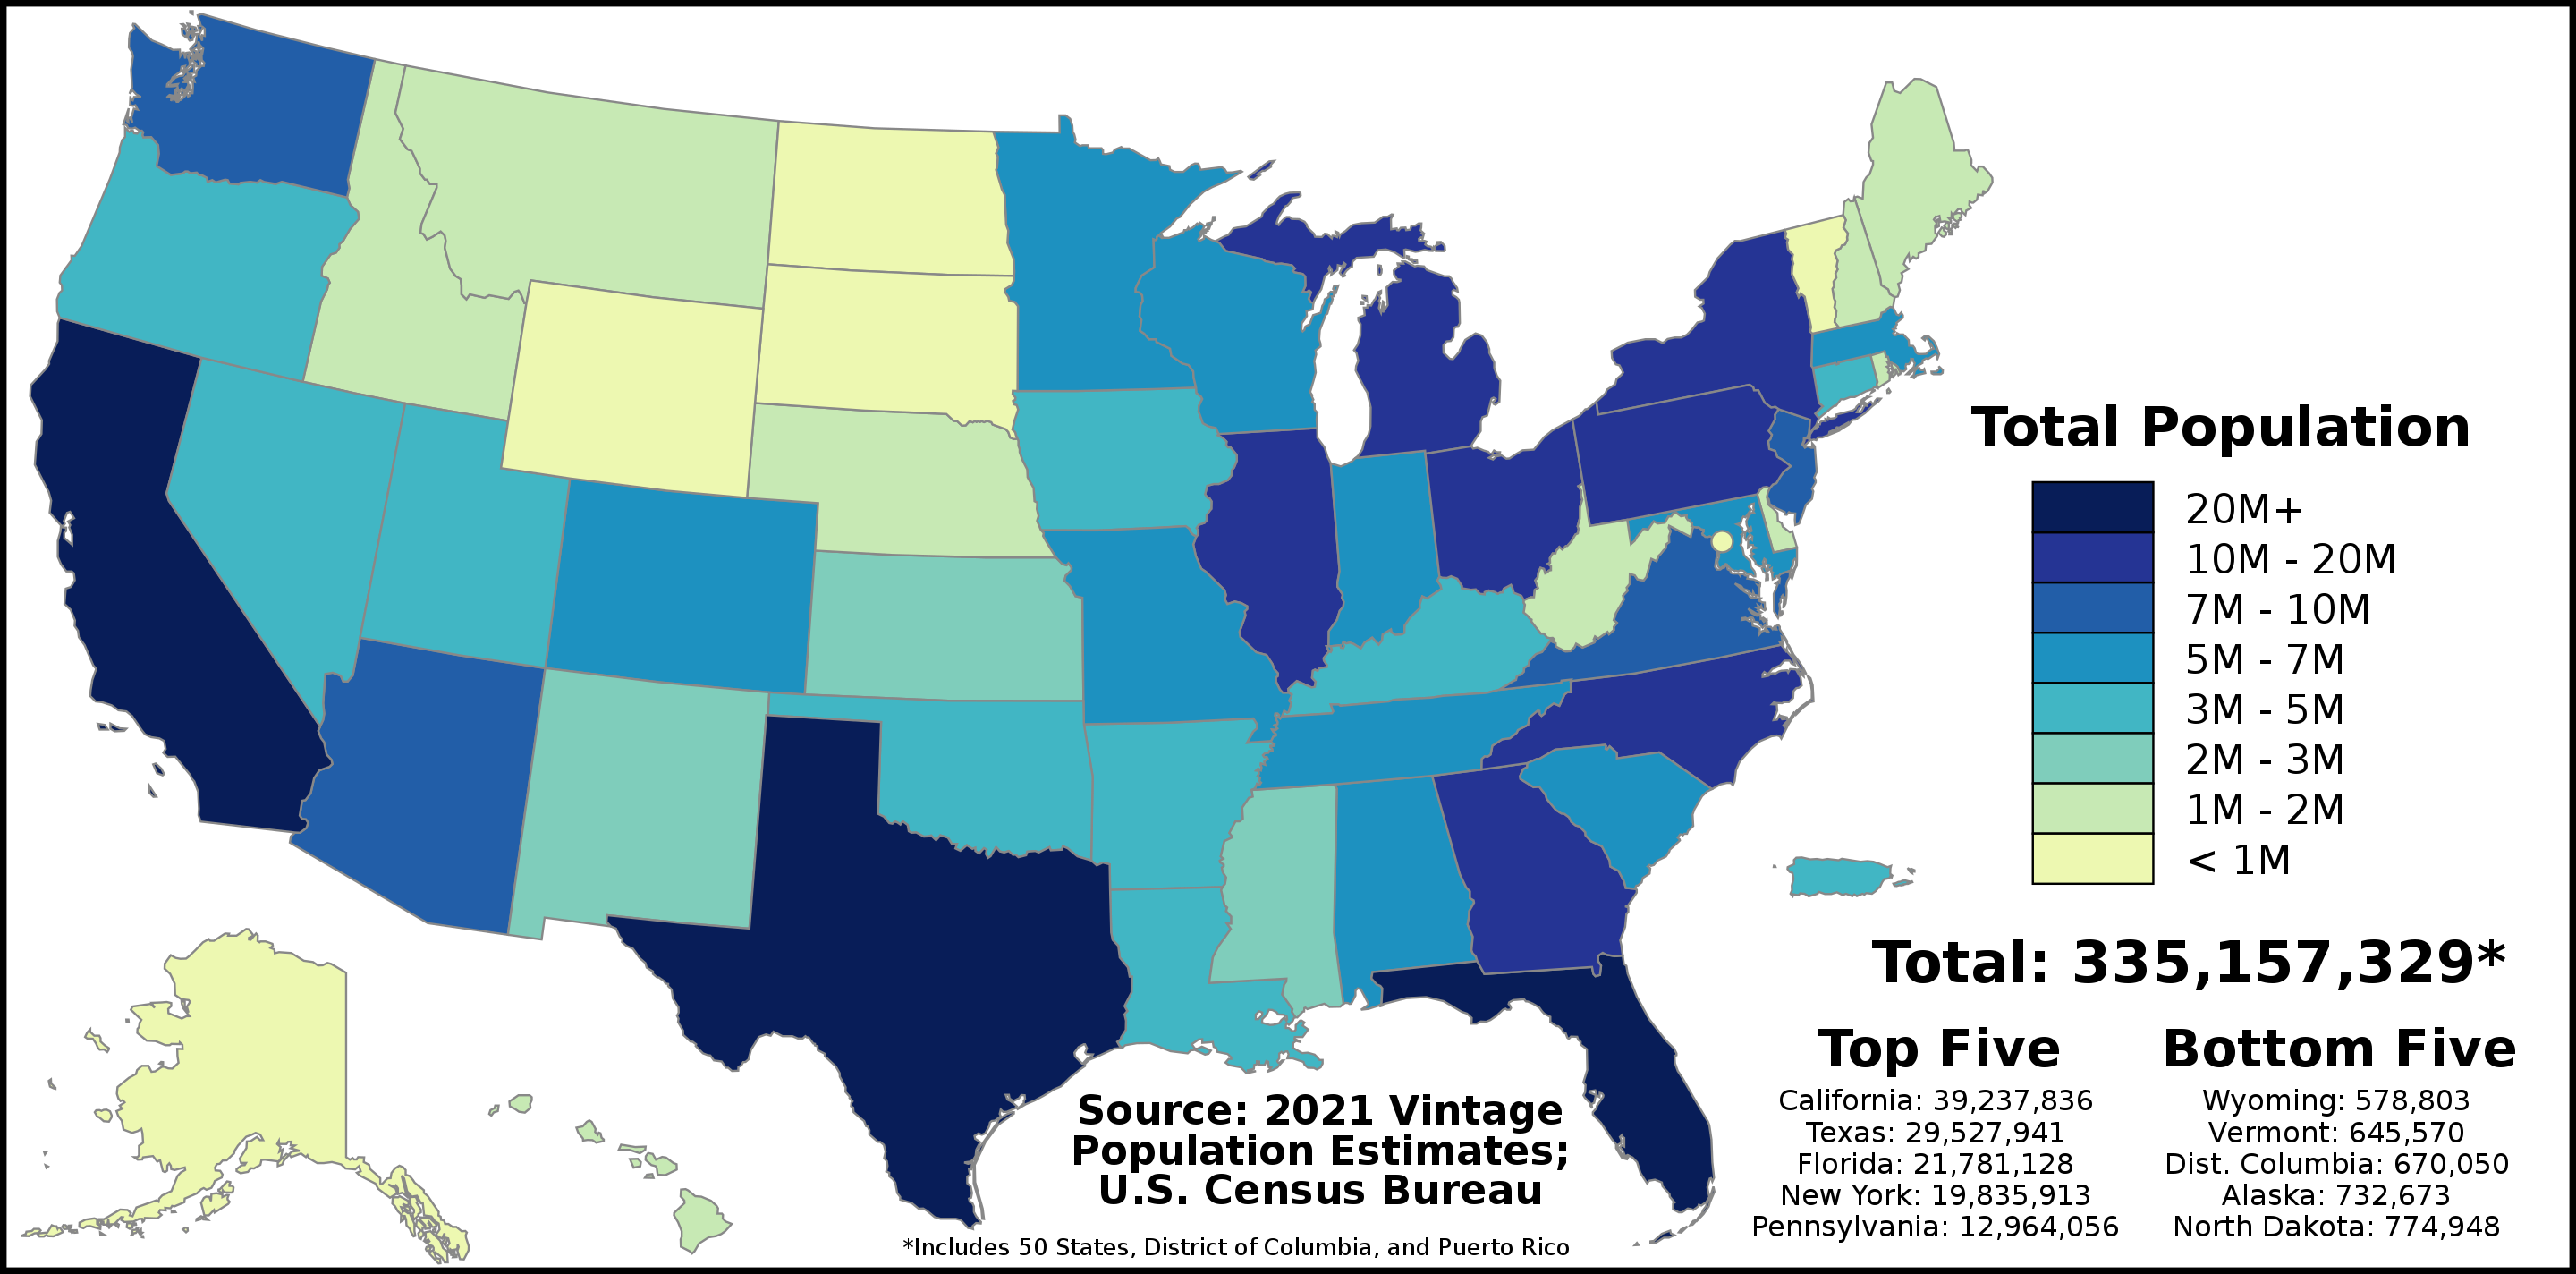 Total Population
20M+
10M - 20M
7M - 10M
5M - 7M
3M - 5M
2M - 3M
1M - 2M
< 1M
Total: 335,157,329*
Top Five
California: 39,237,836
Texas: 29,527,941
Florida: 21,781,128
New York: 19,835,913
Pennsylvania: 12,964,056
Bottom Five
Wyoming: 578,803
Vermont: 645,570
Dist. Columbia: 670,050
Alaska: 732,673
North Dakota: 774,948
Source: 2021 Vintage
Population Estimates;
U.S. Census Bureau
*Includes 50 States, District of Columbia, and Puerto Rico